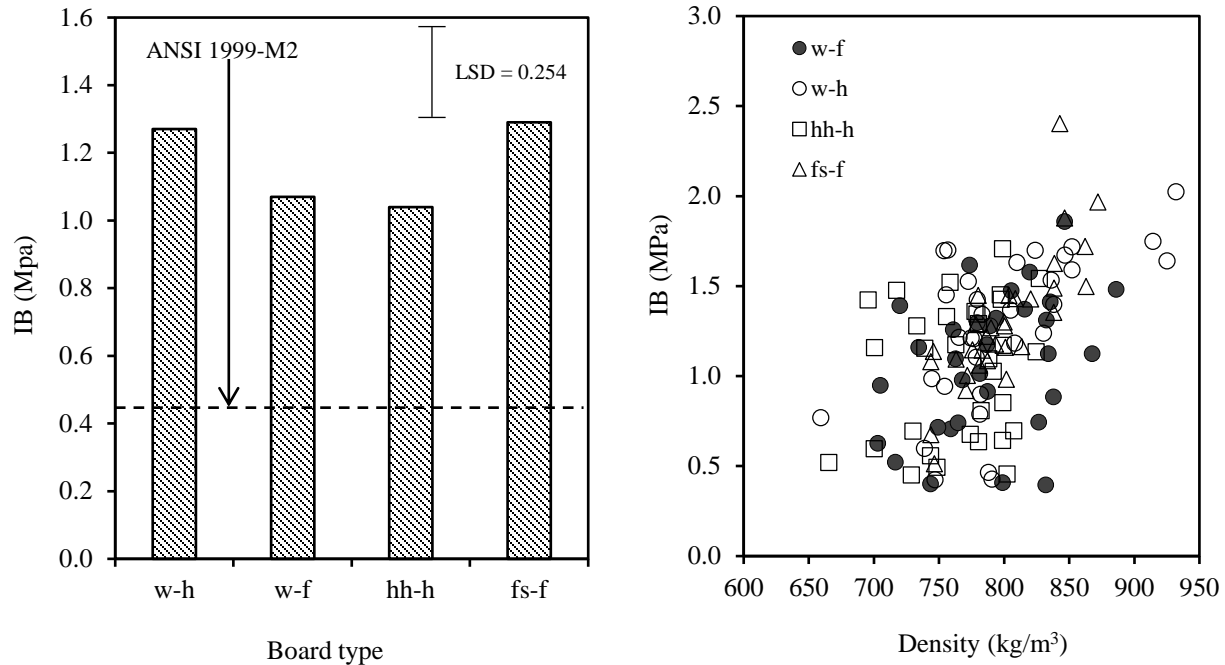 1.6
1.4
1.2
1.0
0.8
0.6
0.4
0.2
0.0
IB (Mpa)
ANSI 1999-M2
LSD = 0.254
w-h w-f hh-h fs-f
Board type
3.0
2.5
2.0
1.5
1.0
0.5
0.0
IB (MPa)
w-f
w-h
hh-h
fs-f
600 650 700 750 800 850 900 950
Density (kg/m³)